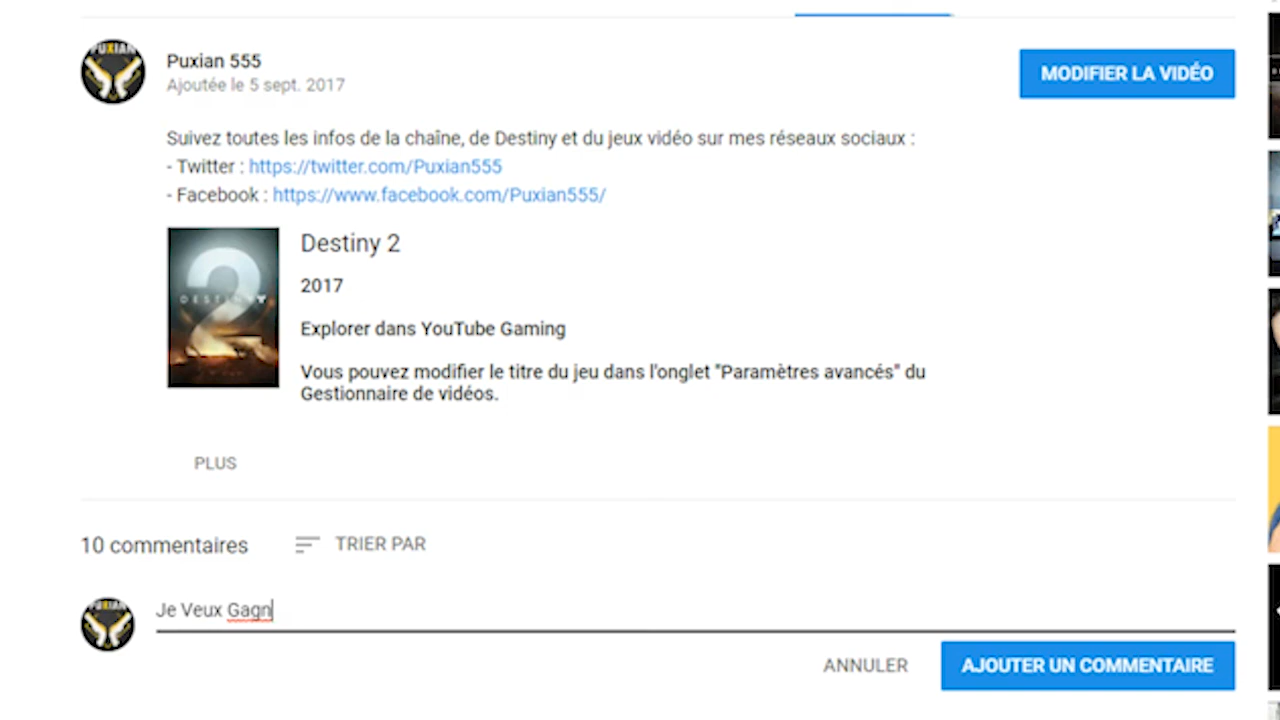 Puxian 555
Ajoutée le 5 sept. 2017
MODIFIER LA VIDÉO
Suivez toutes les infos de la chaîne, de Destiny et du jeux vidéo sur mes réseaux sociaux :
- Twitter : https://twitter.com/Puxian555
- Facebook : https://www.facebook.com/Puxian555/
2
DESTINY
Destiny 2
2017
Explorer dans YouTube Gaming
Vous pouvez modifier le titre du jeu dans l'onglet "Paramètres avancés" du
Gestionnaire de vidéos.
PLUS
10 commentaires
TRIER PAR
PUXIAN
Je Veux Gagn
ANNULER
AJOUTER UN COMMENTAIRE